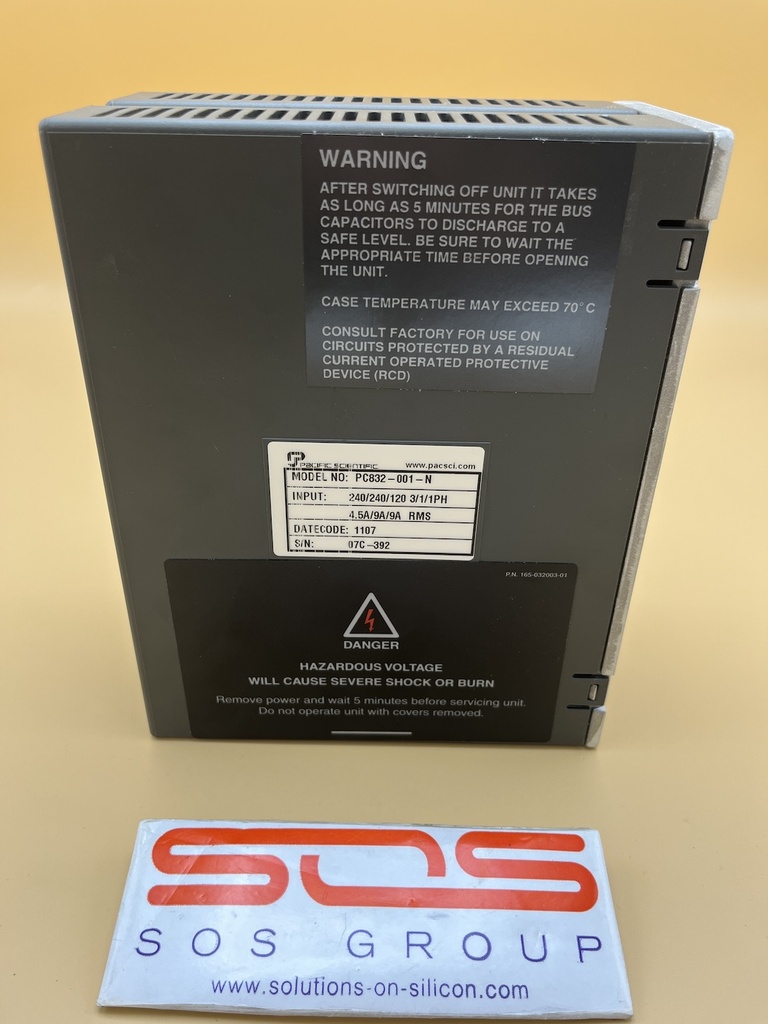 WARNING
AFTER SWITCHING OFF UNIT IT TAKES
AS LONG AS 5 MINUTES FOR THE BUS
CAPACITORS TO DISCHARGE TO A
SAFE LEVEL. BE SURE TO WAIT THE
APPROPRIATE TIME BEFORE OPENING
THE UNIT.
CASE TEMPERATURE MAY EXCEED 70°C
CONSULT FACTORY FOR USE ON
CIRCUITS PROTECTED BY A RESIDUAL
CURRENT OPERATED PROTECTIVE
DEVICE (RCD)
PACIFIC SCIENTIFIC www.pacsci.com
MODEL NO: PC832-001-N
INPUT: 240/240/120 3/1/1PH
4.5A/9A/9A RMS
DATECODE: 1107
S/N: 07C-392
P.N. 165-032003-01
DANGER
HAZARDOUS VOLTAGE
WILL CAUSE SEVERE SHOCK OR BURN
Remove power and wait 5 minutes before servicing unit.
Do not operate unit with covers removed.
SOS
SOS GROUP
www.solutions-on-silicon.com